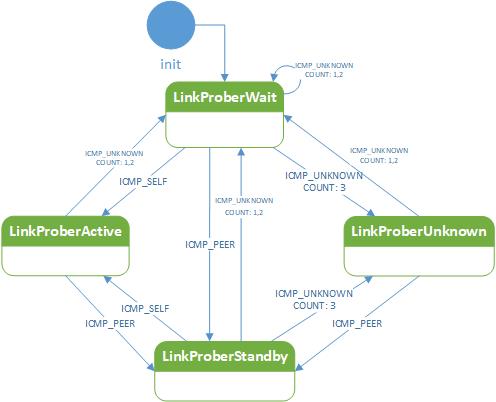 init
ICMP_UNKNOWN
COUNT: 1,2
LinkProberWait
ICMP_UNKNOWN
COUNT: 1,2
ICMP_SELF
ICMP_UNKNOWN
COUNT: 3
ICMP_UNKNOWN
COUNT: 1,2
ICMP_UNKNOWN
COUNT: 1,2
LinkProberActive
ICMP_PEER
LinkProberUnknown
ICMP_SELF
ICMP_PEER
ICMP_UNKNOWN
COUNT: 3
ICMP_PEER
LinkProberStandby